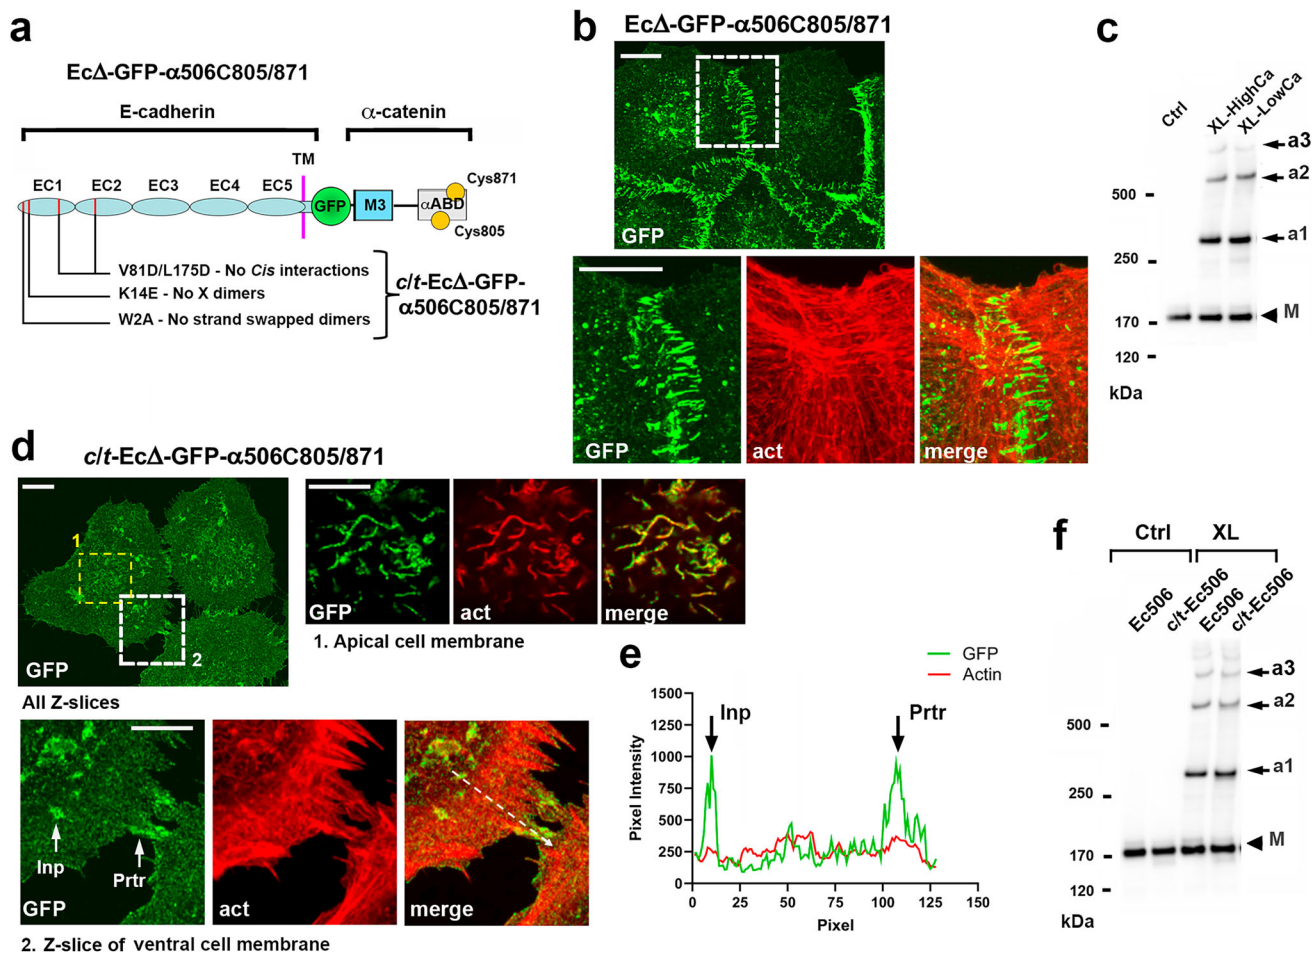 a
EcΔ-GFP-α506C805/871
E-cadherin
α-catenin
TM
EC1
EC2
EC3
EC4
EC5
GFP
M3
αABD
Cys871
Cys805
V81D/L175D - No Cis interactions
K14E - No X dimers
W2A - No strand swapped dimers
c/t-EcΔ-GFP-
α506C805/871
b
EcΔ-GFP-α506C805/871
GFP
GFP
act
merge
c
Ctrl
XL-HighCa
XL-LowCa
a3
a2
a1
M
500
250
170
120
kDa
d
c/t-EcΔ-GFP-α506C805/871
1
2
GFP
All Z-slices
GFP
act
merge
1. Apical cell membrane
Inp
Prtr
GFP
act
merge
2. Z-slice of ventral cell membrane
e
GFP
Actin
Inp
Prtr
1500
1250
1000
750
500
250
0
0
25
50
75
100
125
150
Pixel Intensity
Pixel
f
Ctrl
XL
Ec506
c/t-Ec506
Ec506
c/t-Ec506
a3
a2
a1
M
500
250
170
120
kDa